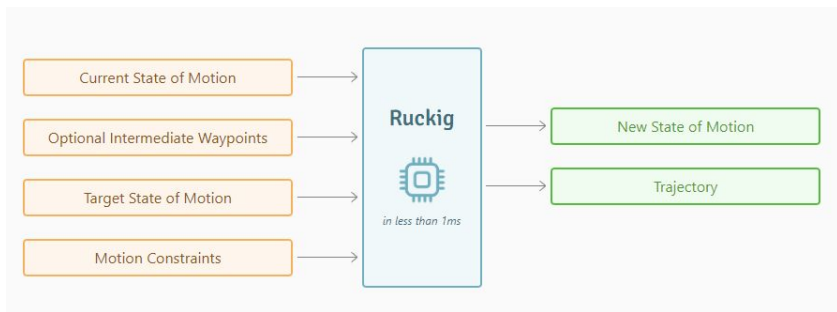 Current State of Motion
Optional Intermediate Waypoints
Target State of Motion
Motion Constraints
Ruckig
in less than 1ms
New State of Motion
Trajectory